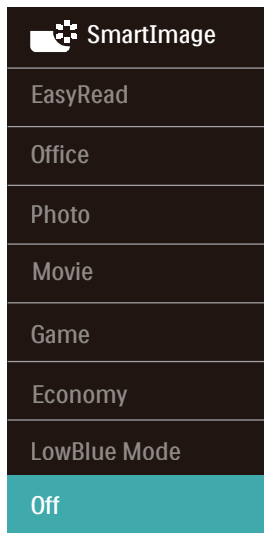 SmartImage
EasyRead
Office
Photo
Movie
Game
Economy
LowBlue Mode
Off